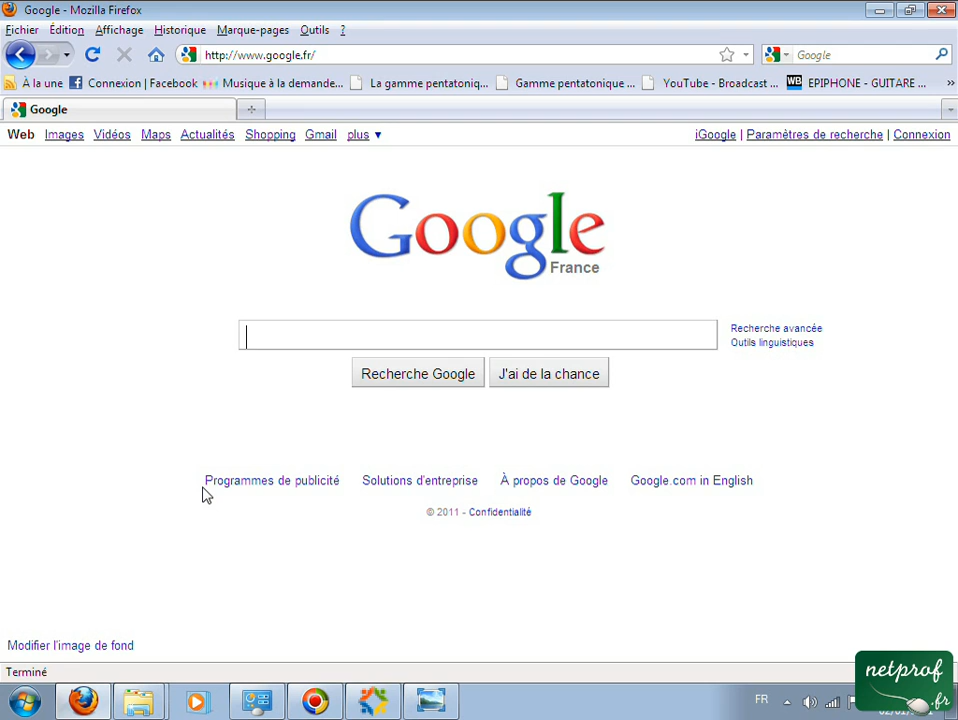 Google - Mozilla Firefox
Fichier Édition Affichage Historique Marque-pages Outils ?
http://www.google.fr/ Google
À la une Connexion | Facebook Musique à la demande... La gamme pentatoniq... Gamme pentatonique ... YouTube - Broadcast ... WB EPIPHONE - GUITARE ... »
Google
Web Images Vidéos Maps Actualités Shopping Gmail plus ▼ iGoogle | Paramètres de recherche | Connexion
Google
France
Recherche avancée
Outils linguistiques
Recherche Google J'ai de la chance
Programmes de publicité Solutions d'entreprise À propos de Google Google.com in English
© 2011 - Confidentialité
Modifier l'image de fond
Terminé
netprof
.fr
FR